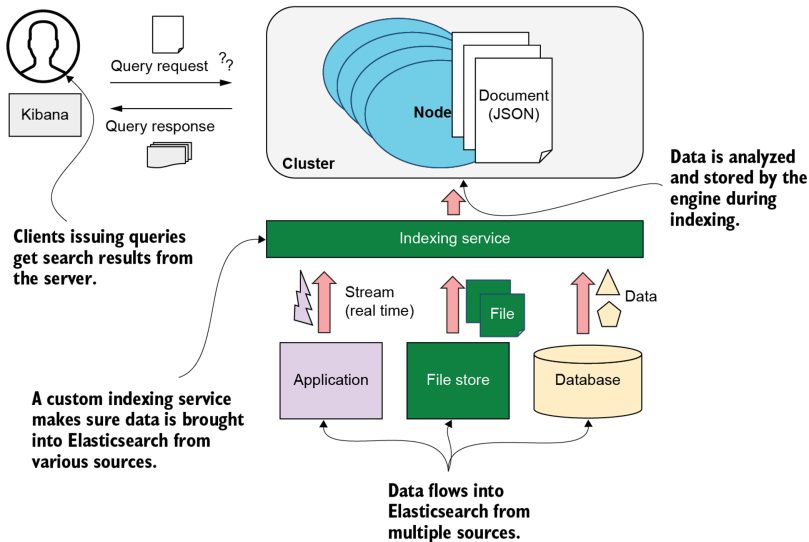 Query request
??
Kibana
Query response
Node
Document
(JSON)
Cluster
Data is analyzed
and stored by the
engine during
indexing.
Clients issuing queries
get search results from
the server.
Indexing service
Stream
(real time)
File
Data
Application
File store
Database
A custom indexing service
makes sure data is brought
into Elasticsearch from
various sources.
Data flows into
Elasticsearch from
multiple sources.